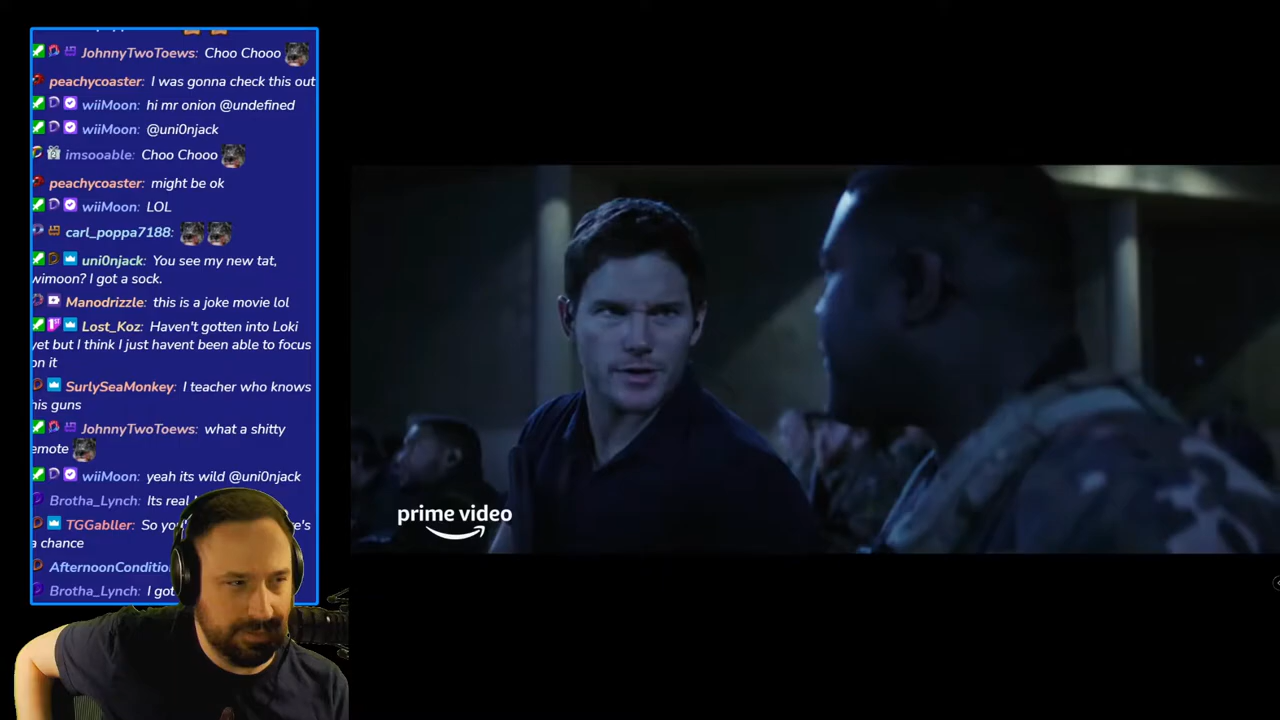 JohnnyTwoToews: Choo Chooo
peachycoaster: I was gonna check this out
wiiMoon: hi mr onion @undefined
wiiMoon: @uni0njack
imsooable: Choo Chooo
peachycoaster: might be ok
wiiMoon: LOL
carl_poppa7188:
uni0njack: You see my new tat,
wimoon? I got a sock.
Manodrizzle: this is a joke movie lol
Lost_Koz: Haven't gotten into Loki
yet but I think I just havent been able to focus
on it
SurlySeaMonkey: I teacher who knows
his guns
JohnnyTwoToews: what a shitty
emote
wiiMoon: yeah its wild @uni0njack
Brotha_Lynch: Its real
TGGabller: So
a chance
Brotha_Lynch: I got
prime video